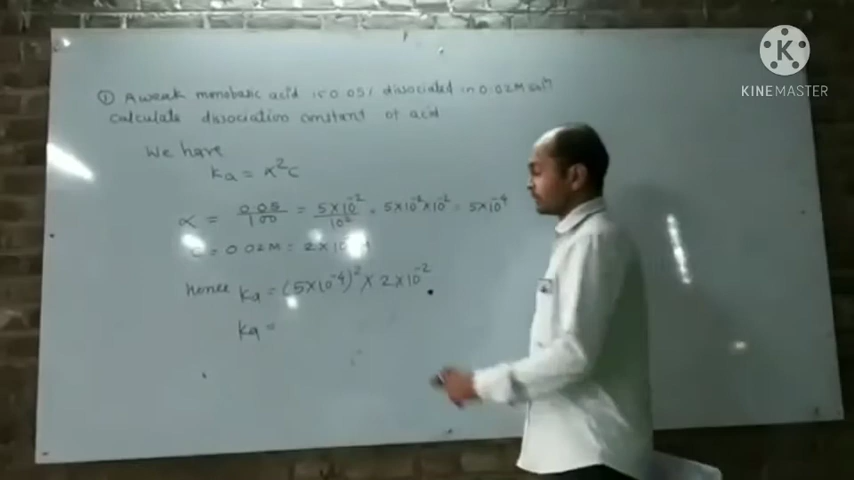 ① A weak monobasic acid is 0.05% dissociated in 0.02M solⁿ
calculate dissociation constant of acid
We have
Ka = α²c
α = 0.05/100 = 5×10⁻²/10² = 5×10⁻²×10⁻² = 5×10⁻⁴
C = 0.02M = 2×10
hence Ka = (5×10⁻⁴)² × 2×10⁻²
Ka =
KINEMASTER